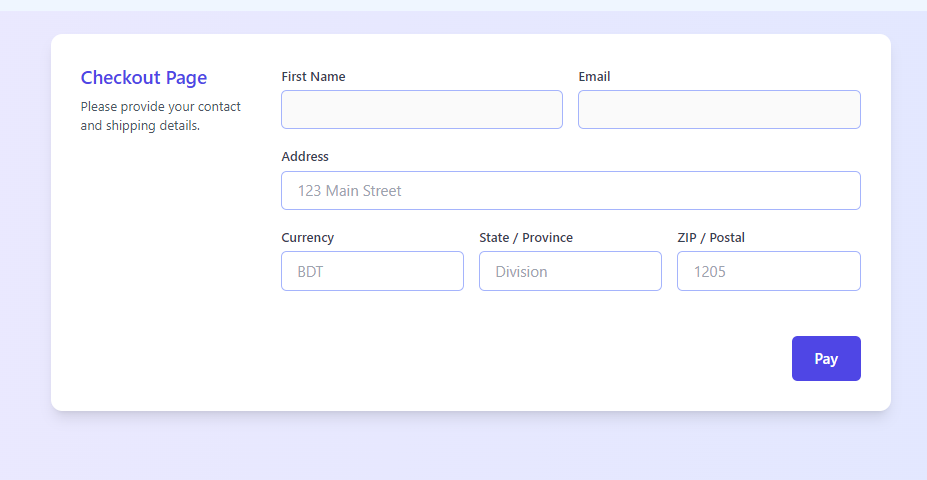 Checkout Page
Please provide your contact
and shipping details.
First Name
Email
Address
123 Main Street
Currency
State / Province
ZIP / Postal
BDT
Division
1205
Pay